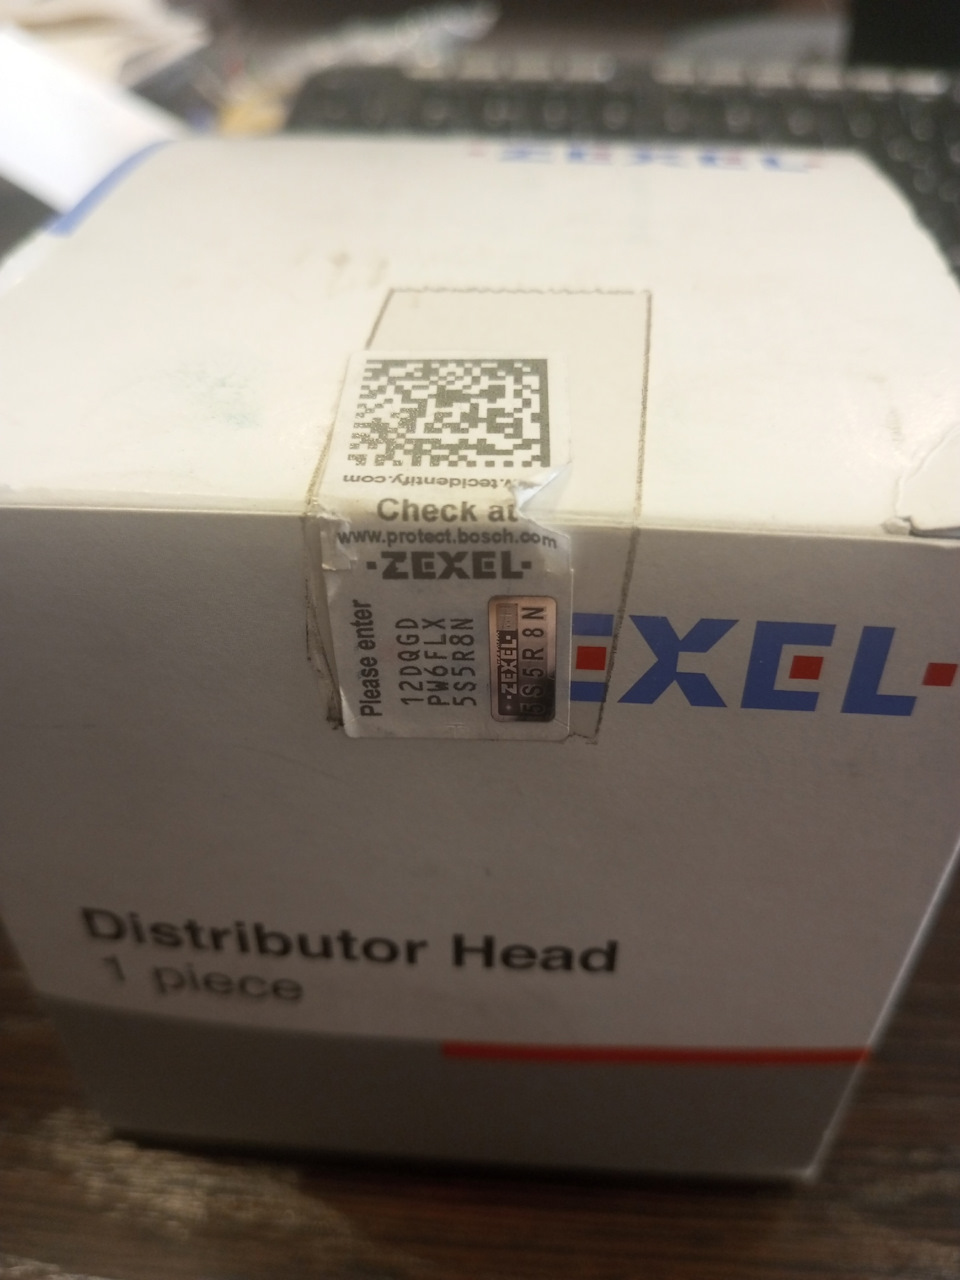 ZEXEL
www.tecidentify.com
Check at
www.protect.bosch.com
·ZEXEL·
Please enter
12DQGD
PW6FLX
5S5R8N
·ZEXEL·
5S5R8N
EXEL·
Distributor Head
1 piece